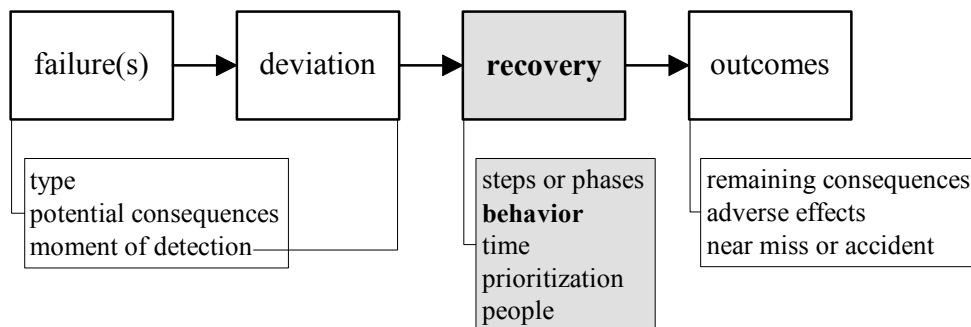 failure(s)
deviation
recovery
outcomes
type
potential consequences
moment of detection
steps or phases
behavior
time
prioritization
people
remaining consequences
adverse effects
near miss or accident